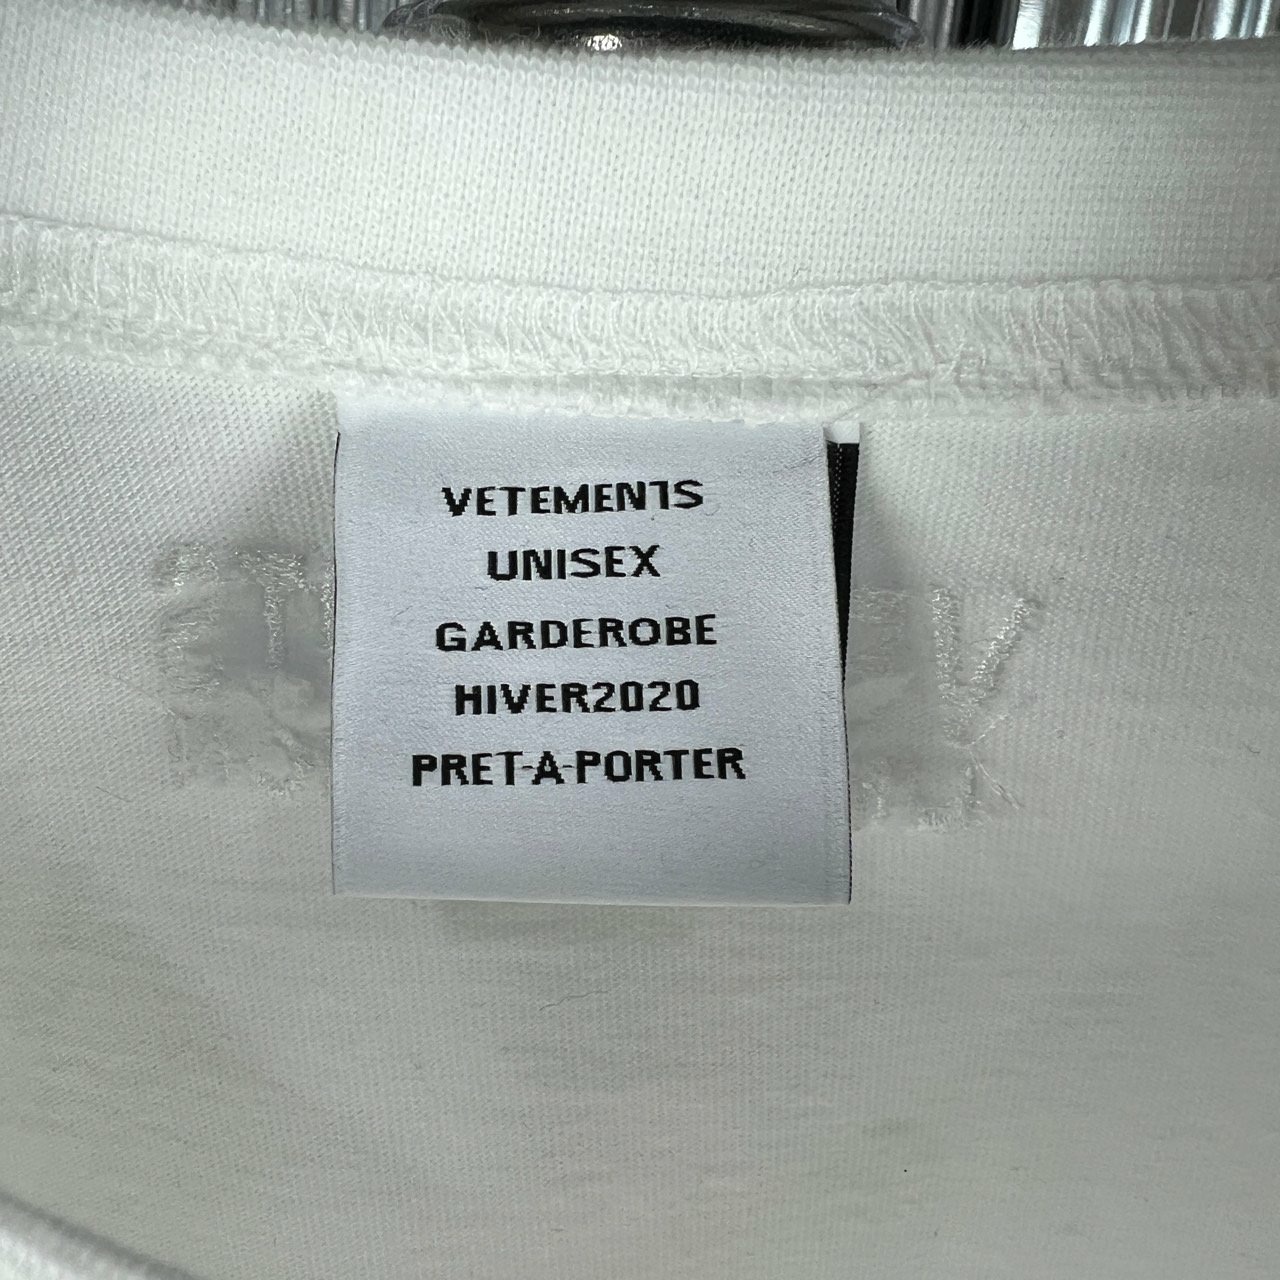 VETEMENTS
UNISEX
GARDEROBE
HIVER2020
PRET-A-PORTER